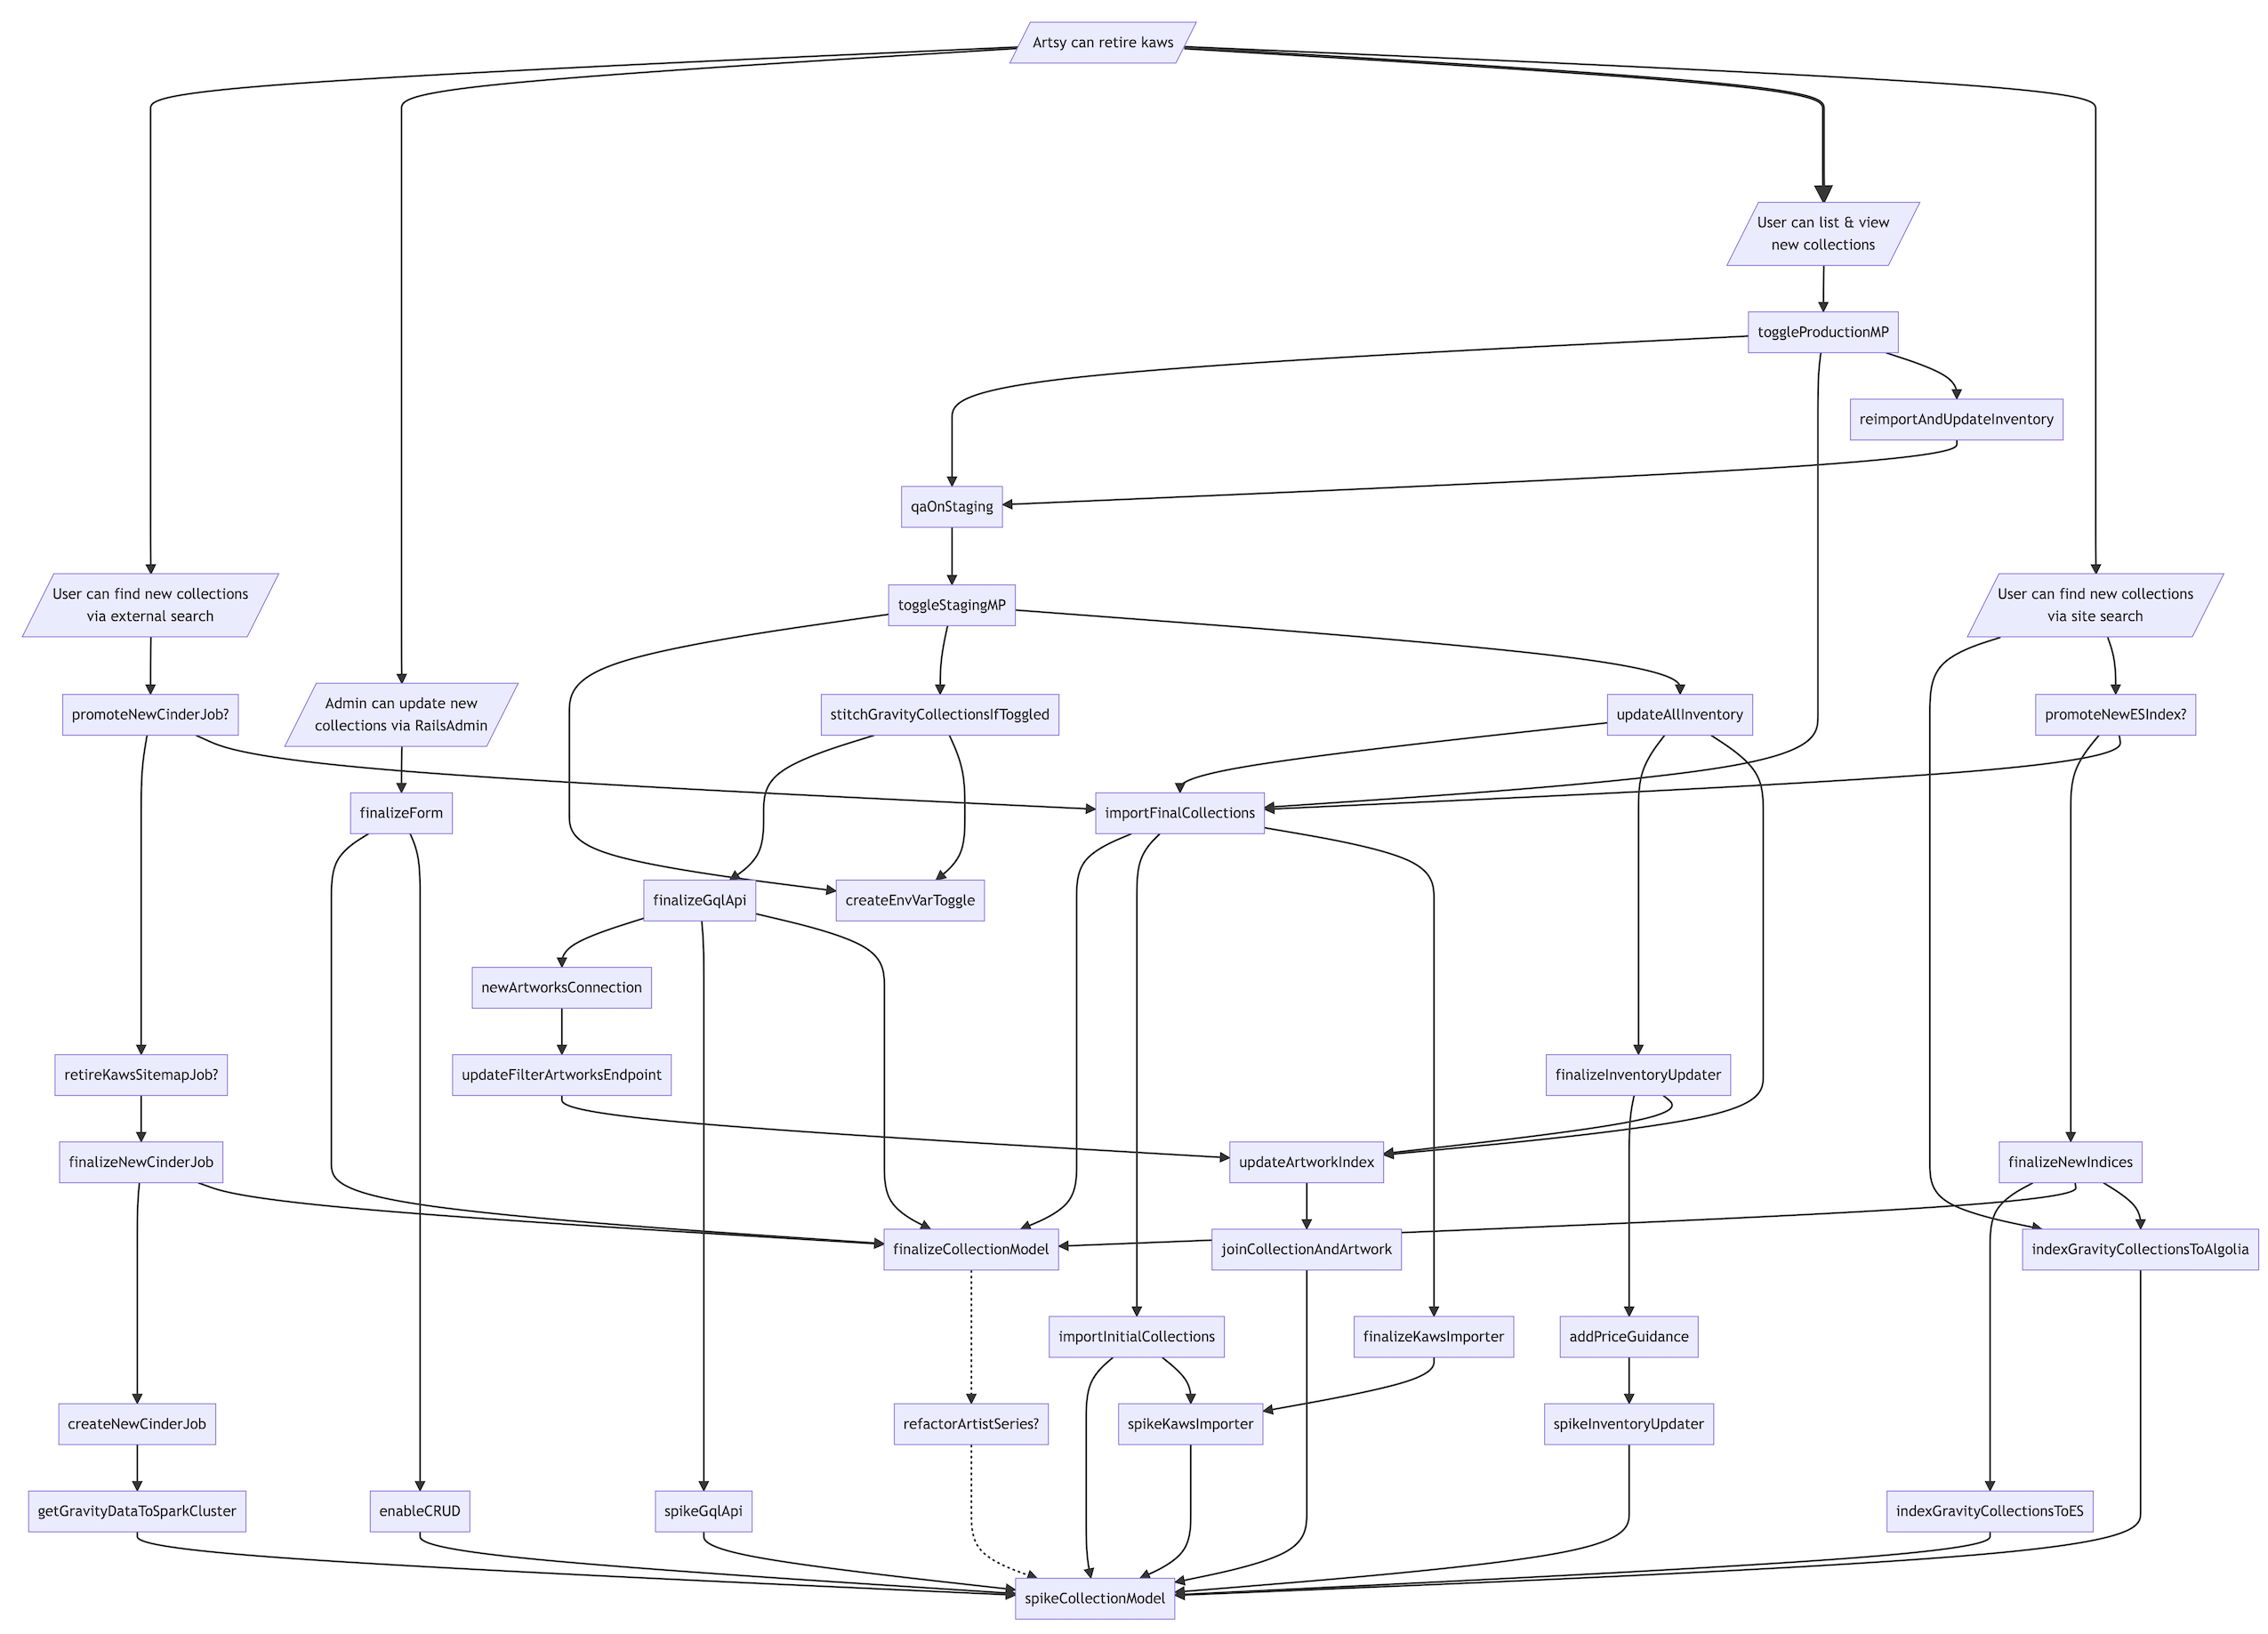 Artsy can retire kaws
User can list & view
new collections
toggleProductionMP
reimportAndUpdateInventory
qaOnStaging
User can find new collections
via external search
toggleStagingMP
User can find new collections
via site search
promoteNewCinderJob?
Admin can update new
collections via RailsAdmin
stitchGravityCollectionsIfToggled
updateAllInventory
promoteNewESIndex?
finalizeForm
importFinalCollections
finalizeGqlApi
createEnvVarToggle
newArtworksConnection
retireKawsSitemapJob?
updateFilterArtworksEndpoint
finalizeInventoryUpdater
finalizeNewCinderJob
updateArtworkIndex
finalizeNewIndices
finalizeCollectionModel
joinCollectionAndArtwork
indexGravityCollectionsToAlgolia
importInitialCollections
finalizeKawsImporter
addPriceGuidance
createNewCinderJob
refactorArtistSeries?
spikeKawsImporter
spikeInventoryUpdater
getGravityDataToSparkCluster
enableCRUD
spikeGqlApi
indexGravityCollectionsToES
spikeCollectionModel